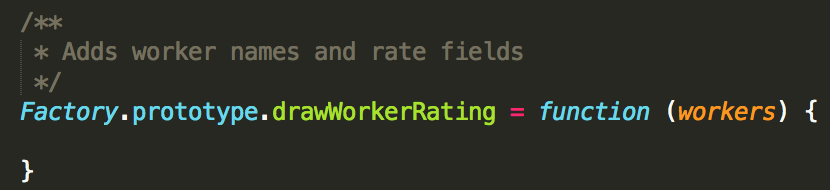 /**
* Adds worker names and rate fields
*/
Factory.prototype.drawWorkerRating = function (workers) {
}